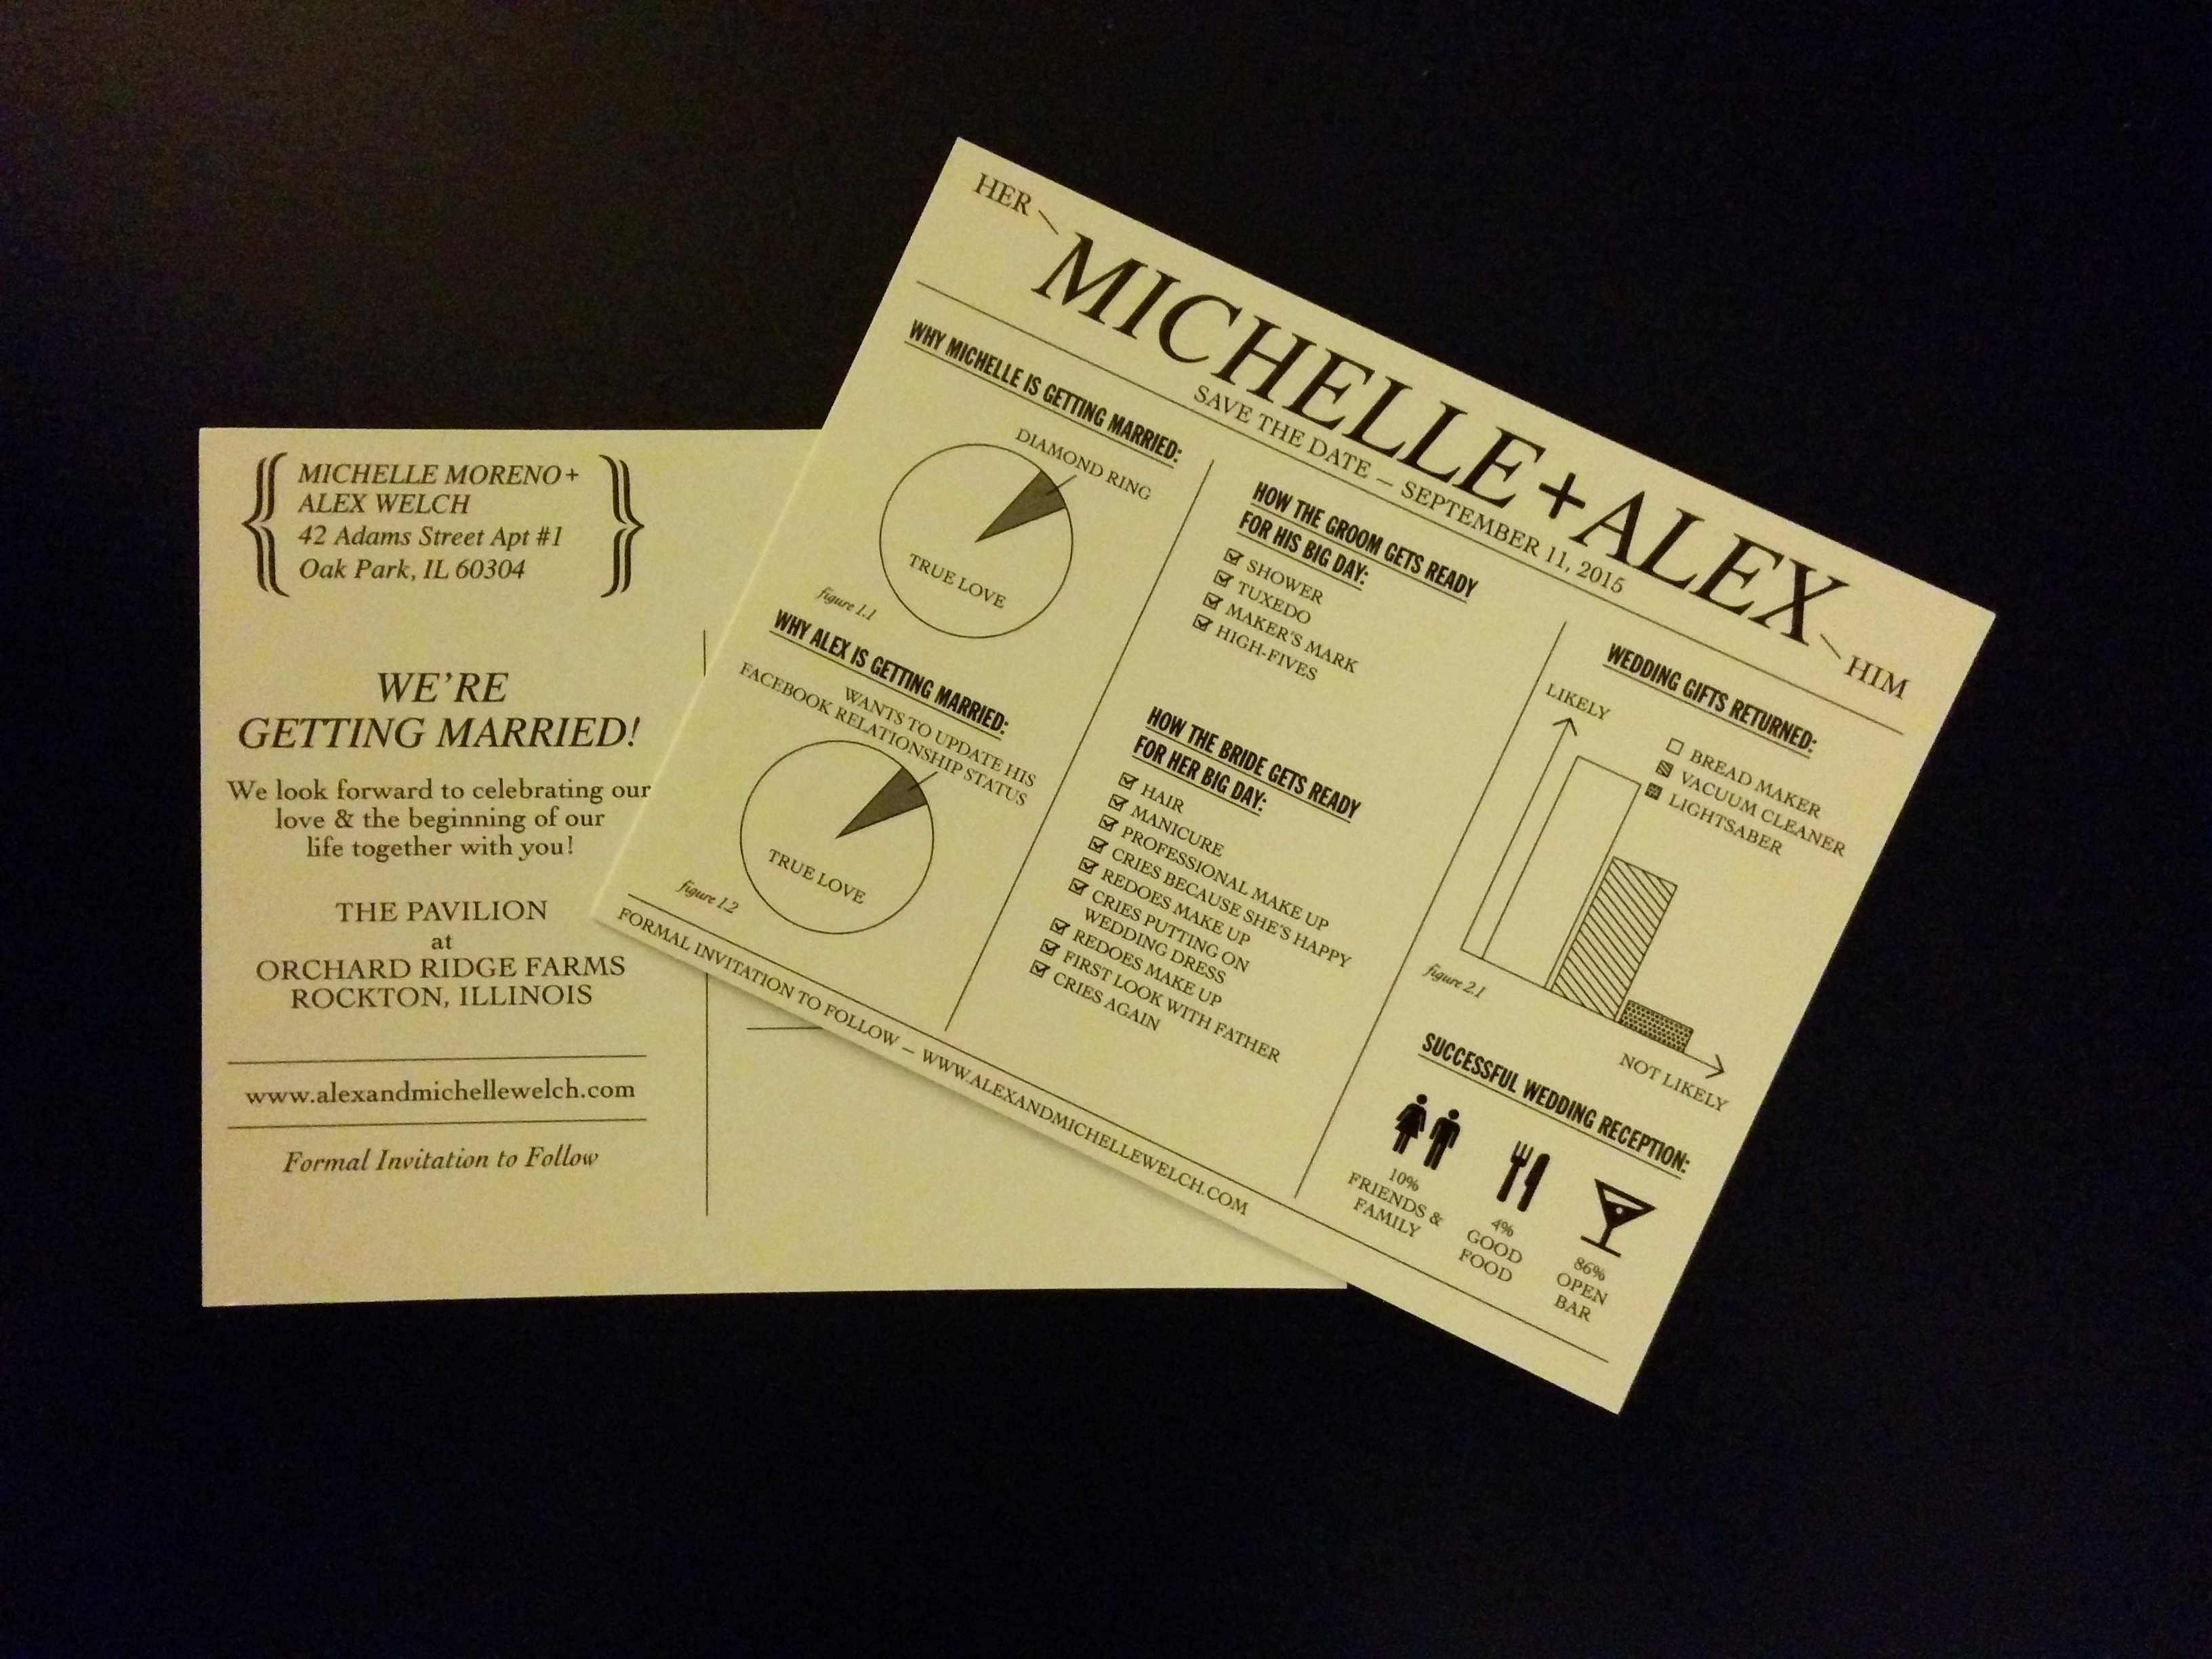 MICHELLE MORENO+
ALEX WELCH
42 Adams Street Apt #1
Oak Park, IL 60304
WE'RE
GETTING MARRIED!
We look forward to celebrating our
love & the beginning of our
life together with you!
THE PAVILION
at
ORCHARD RIDGE FARMS
ROCKTON, ILLINOIS
www.alexandmichellewelch.com
Formal Invitation to Follow
HER
MICHELLE+ALEX
HIM
SAVE THE DATE – SEPTEMBER 11, 2015
WHY MICHELLE IS GETTING MARRIED:
DIAMOND RING
TRUE LOVE
figure 1.1
WHY ALEX IS GETTING MARRIED:
WANTS TO UPDATE HIS
FACEBOOK RELATIONSHIP STATUS
TRUE LOVE
figure 1.2
HOW THE GROOM GETS READY
FOR HIS BIG DAY:
SHOWER
TUXEDO
MAKER'S MARK
HIGH-FIVES
HOW THE BRIDE GETS READY
FOR HER BIG DAY:
HAIR
MANICURE
PROFESSIONAL MAKE UP
CRIES BECAUSE SHE'S HAPPY
REDOES MAKE UP
CRIES PUTTING ON
WEDDING DRESS
REDOES MAKE UP
FIRST LOOK WITH FATHER
CRIES AGAIN
WEDDING GIFTS RETURNED:
LIKELY
BREAD MAKER
VACUUM CLEANER
LIGHTSABER
figure 2.1
NOT LIKELY
SUCCESSFUL WEDDING RECEPTION:
10%
FRIENDS &
FAMILY
4%
GOOD
FOOD
86%
OPEN
BAR
FORMAL INVITATION TO FOLLOW – WWW.ALEXANDMICHELLEWELCH.COM